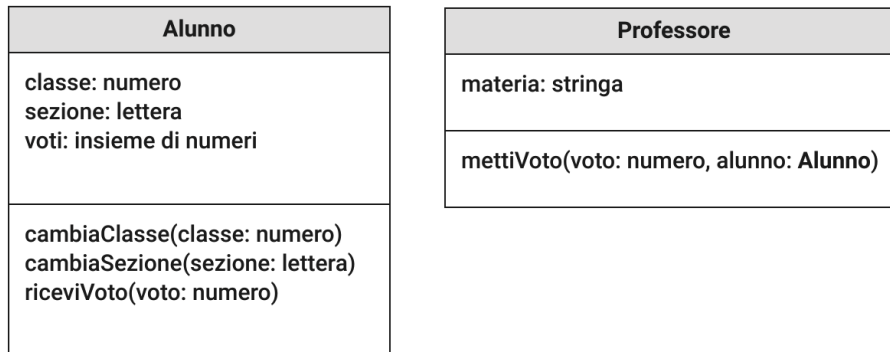 Alunno
classe: numero
sezione: lettera
voti: insieme di numeri
cambiaClasse(classe: numero)
cambiaSezione(sezione: lettera)
riceviVoto(voto: numero)
Professore
materia: stringa
mettiVoto(voto: numero, alunno: Alunno)